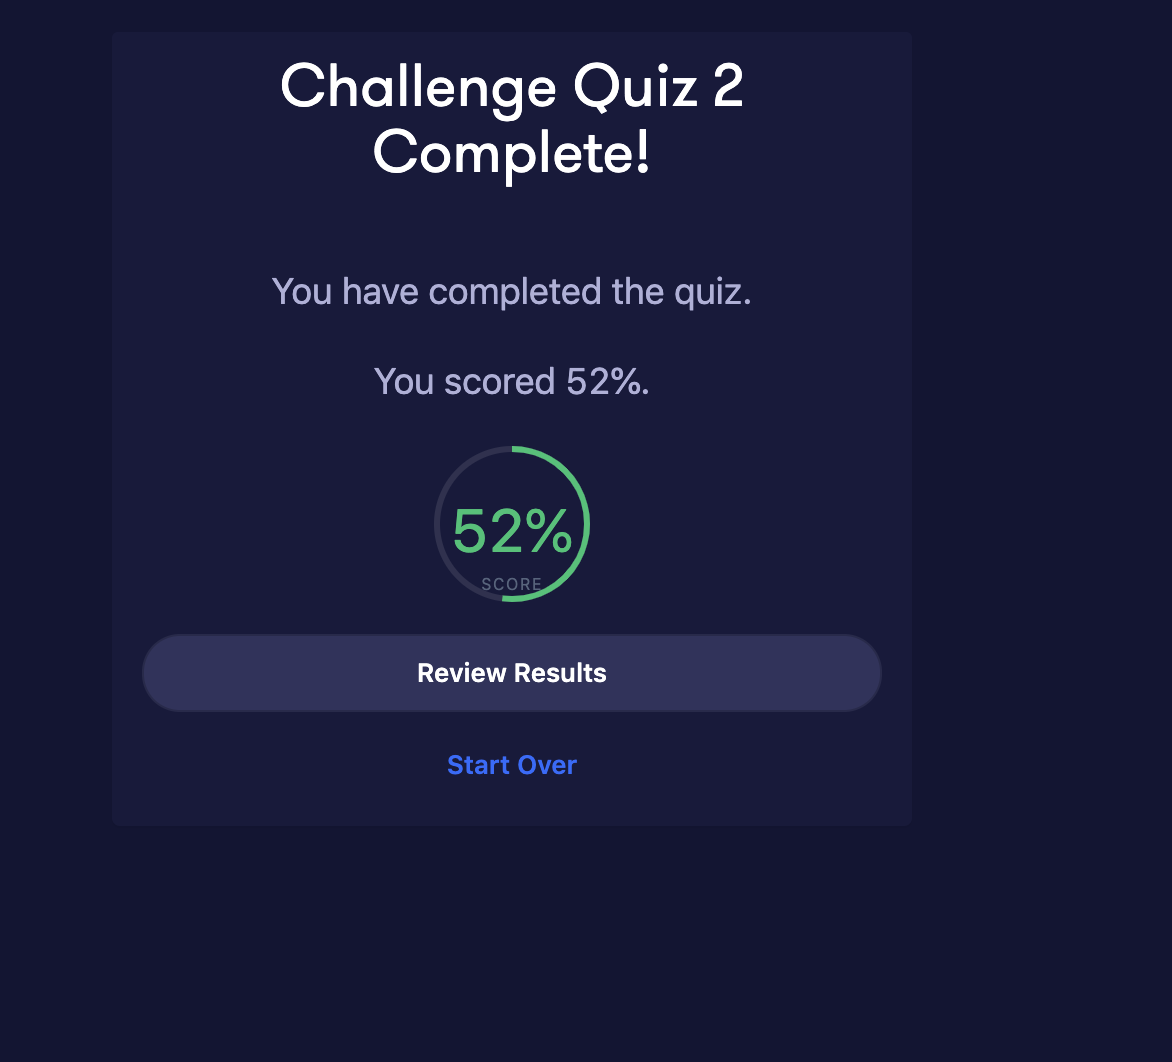 Challenge Quiz 2
Complete!
You have completed the quiz.
You scored 52%.
52%
SCORE
Review Results
Start Over